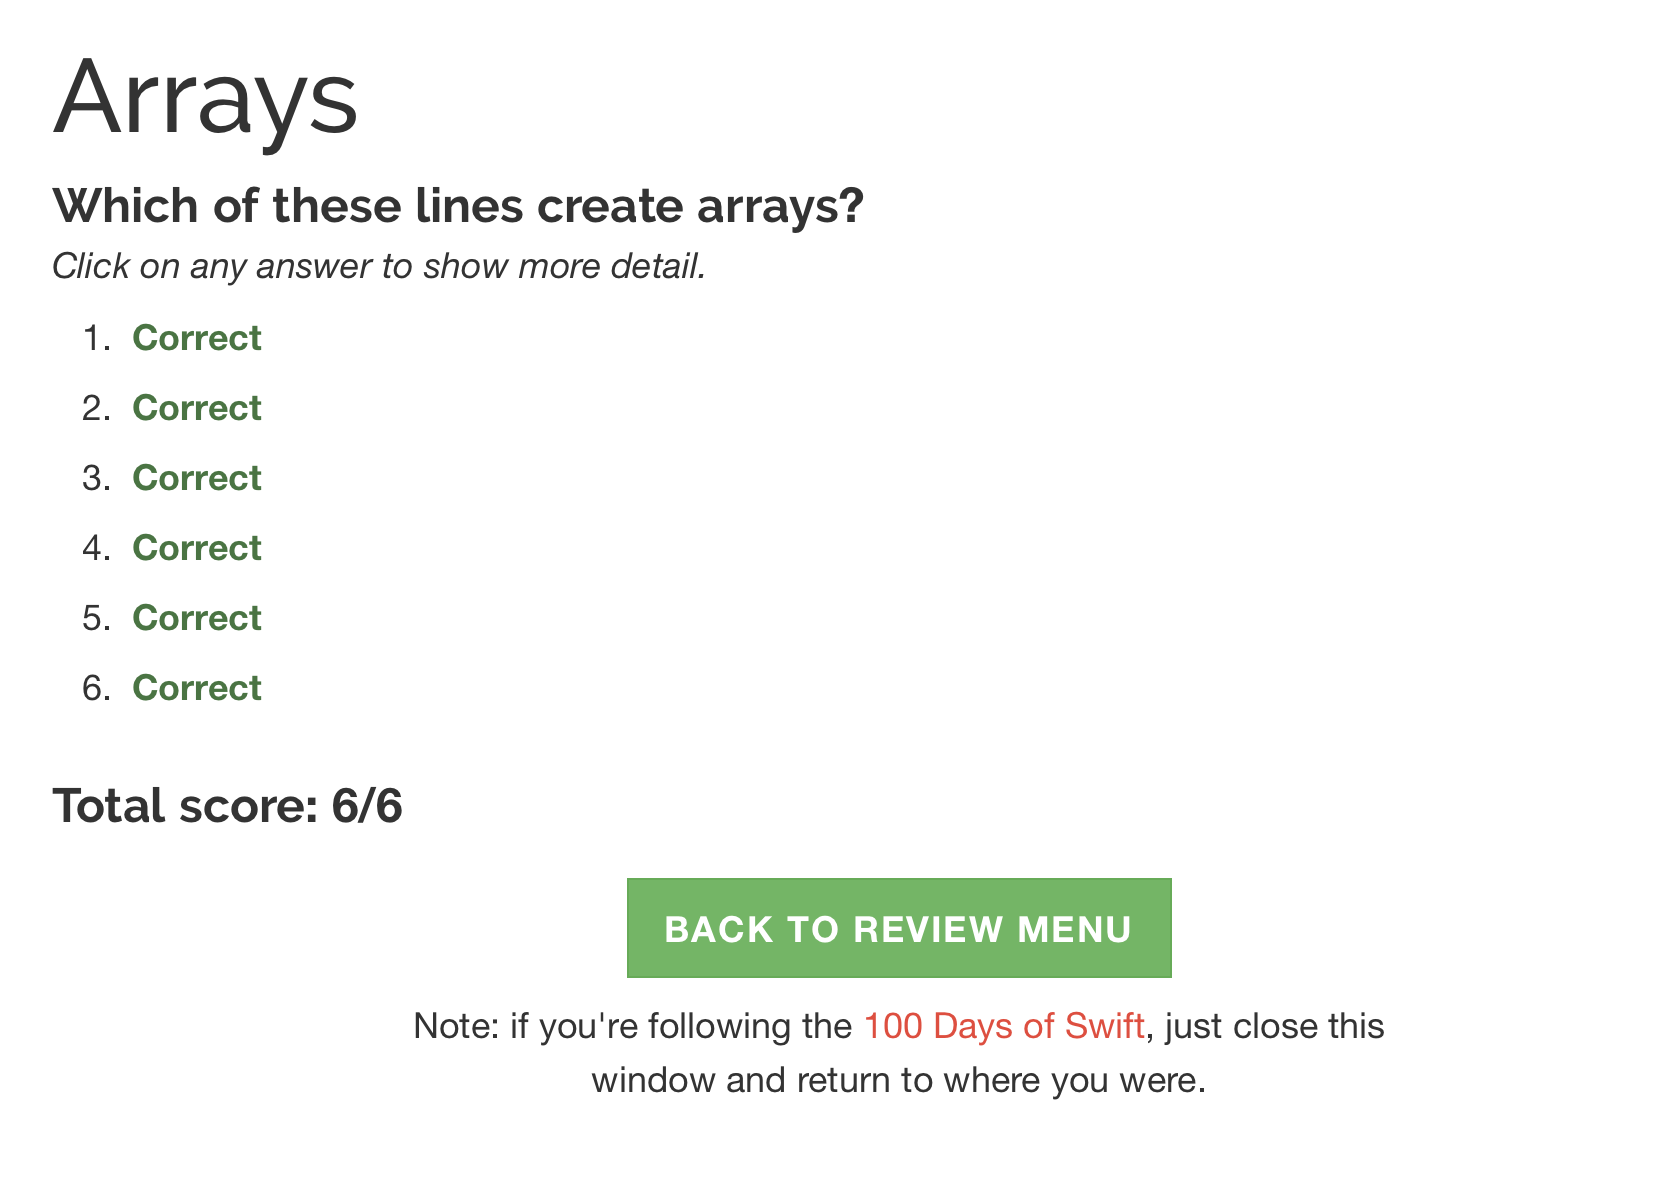 Arrays
Which of these lines create arrays?
Click on any answer to show more detail.
1. Correct
2. Correct
3. Correct
4. Correct
5. Correct
6. Correct
Total score: 6/6
BACK TO REVIEW MENU
Note: if you're following the 100 Days of Swift, just close this
window and return to where you were.